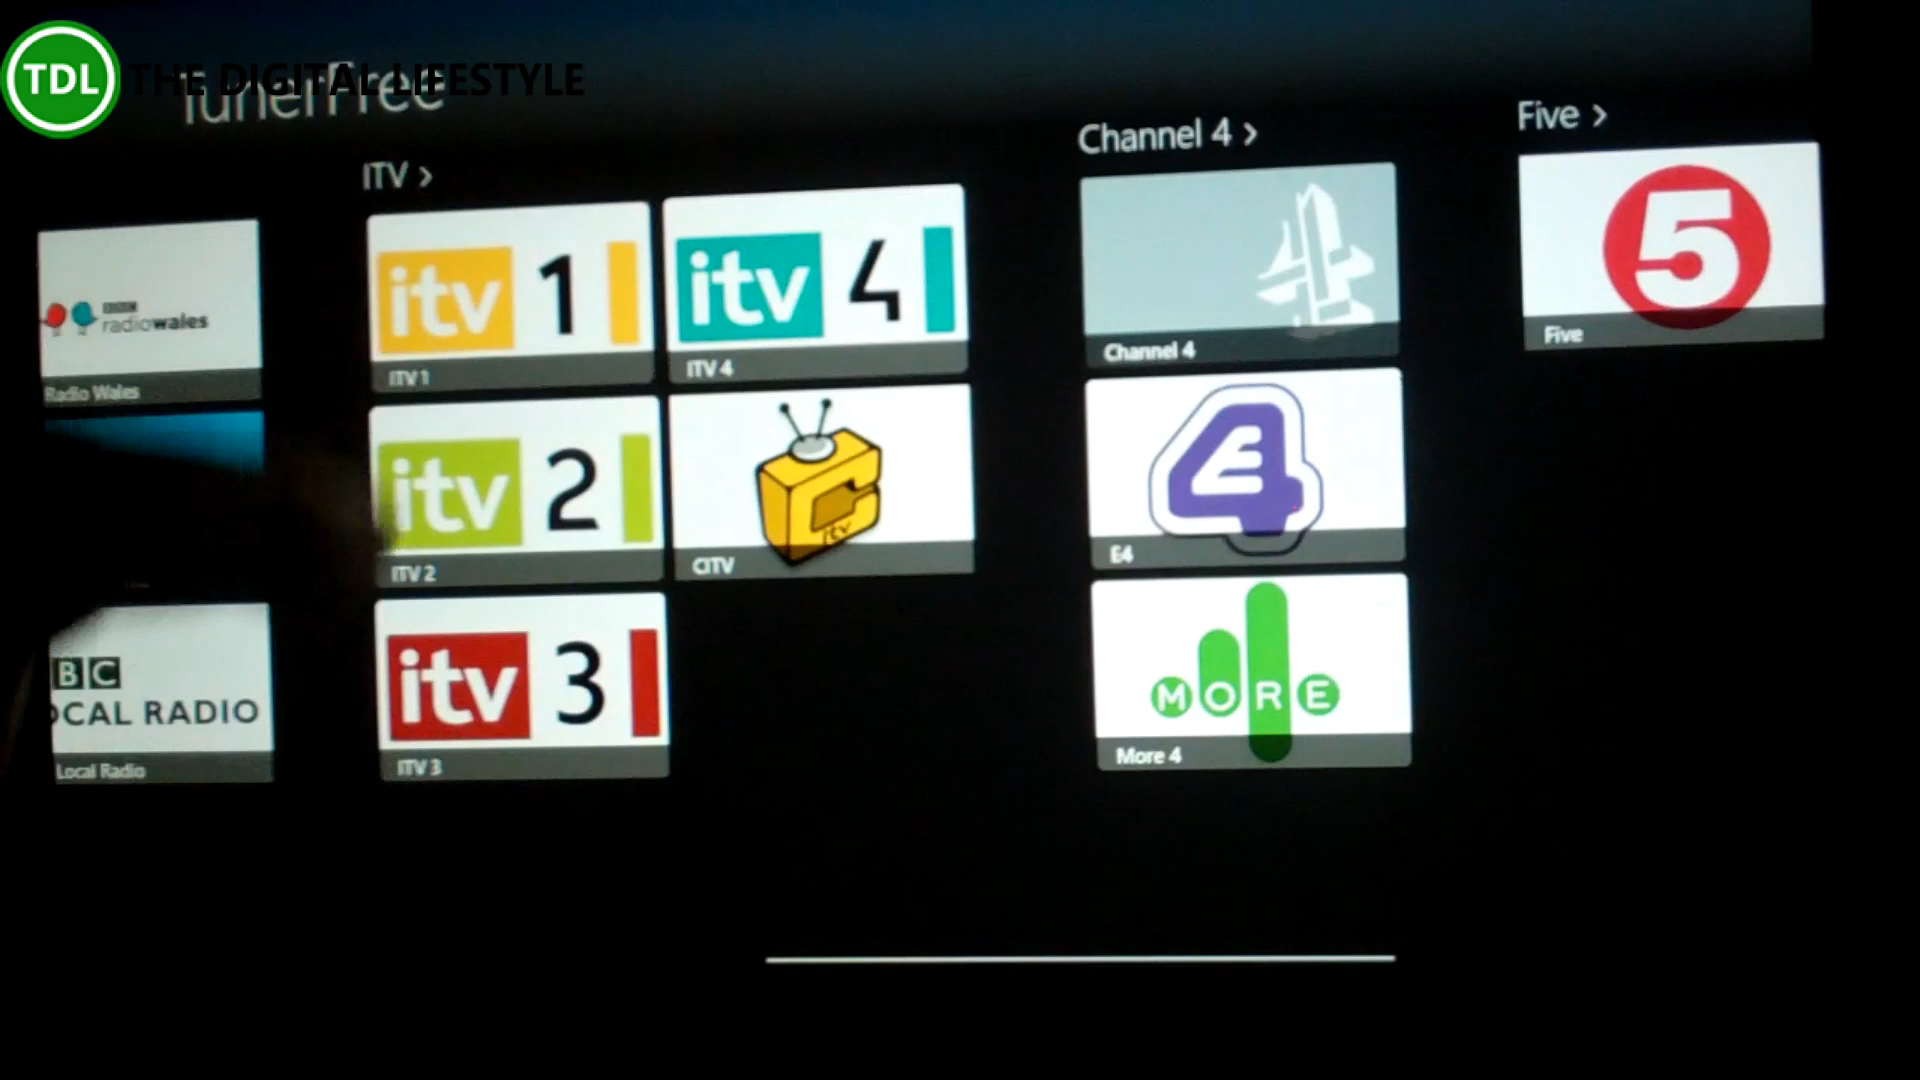 TDL THE DIGITAL LIFESTYLE
TunerFree
ITV >
Channel 4 >
Five >
BBC
radiowales
Radio Wales
itv 1
ITV 1
itv 4
ITV 4
Channel 4
5
Five
itv 2
ITV 2
itv
CITV
4
E4
BC
OCAL RADIO
Local Radio
itv 3
ITV 3
MORE
More 4